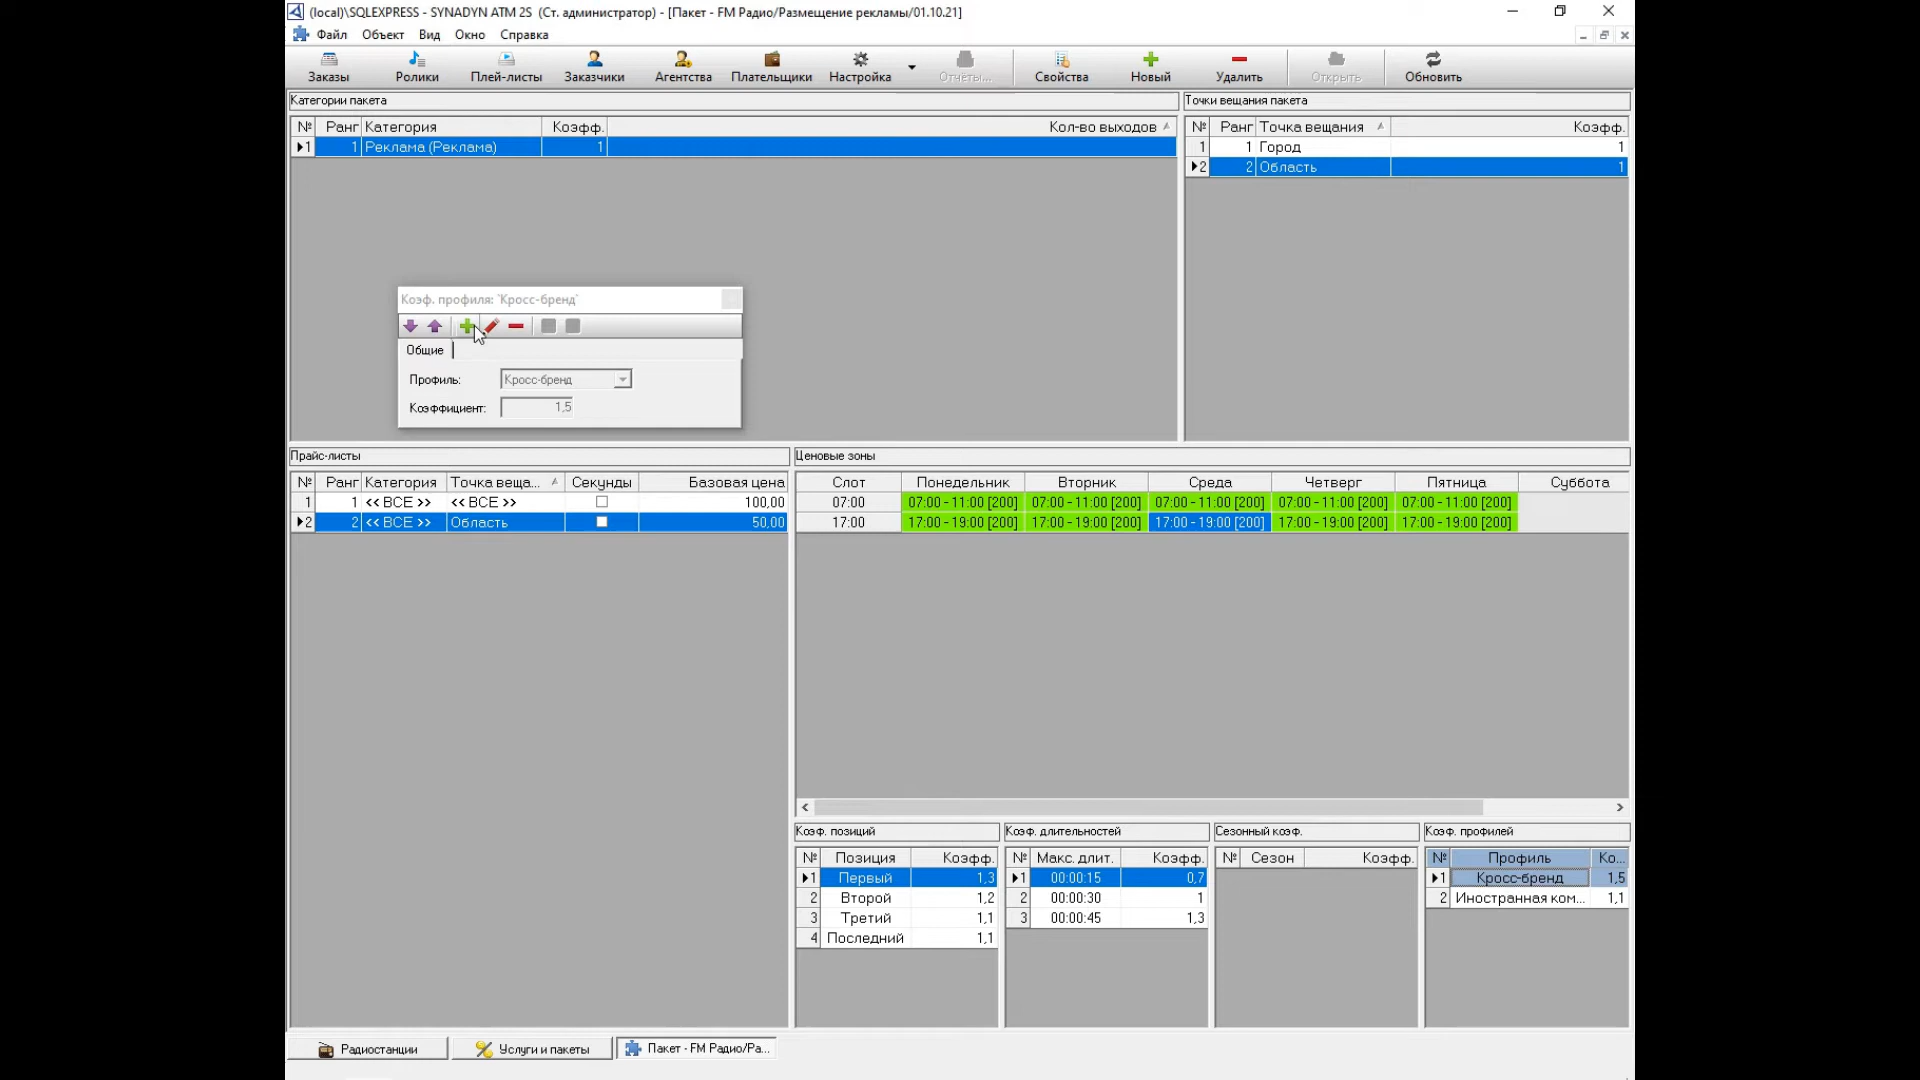 (local)\SQLEXPRESS - SYNADYN ATM 2S (Ст. администратор) - [Пакет - FM Радио/Размещение рекламы/01.10.21]
Файл Объект Вид Окно Справка
Заказы Ролики Плей-листы Заказчики Агентства Плательщики Настройка Отчёты... Свойства Новый Удалить Открыть Обновить
Категории пакета
№ Ранг Категория Коэфф. Кол-во выходов
1 1 Реклама (Реклама) 1
Точки вещания пакета
№ Ранг Точка вещания Коэфф.
1 1 Город 1
2 2 Область 1
Коэф. профиля: 'Кросс-бренд'
Общие
Профиль: Кросс-бренд
Коэффициент: 1,5
Прайс-листы
№ Ранг Категория Точка веща... Секунды Базовая цена
1 1 << ВСЕ >> << ВСЕ >> 100,00
2 2 << ВСЕ >> Область 50,00
Ценовые зоны
Слот Понедельник Вторник Среда Четверг Пятница Суббота
07:00 07:00 - 11:00 [200] 07:00 - 11:00 [200] 07:00 - 11:00 [200] 07:00 - 11:00 [200] 07:00 - 11:00 [200]
17:00 17:00 - 19:00 [200] 17:00 - 19:00 [200] 17:00 - 19:00 [200] 17:00 - 19:00 [200] 17:00 - 19:00 [200]
Коэф. позиций
№ Позиция Коэфф.
1 Первый 1,3
2 Второй 1,2
3 Третий 1,1
4 Последний 1,1
Коэф. длительностей
№ Макс. длит. Коэфф.
1 00:00:15 0,7
2 00:00:30 1
3 00:00:45 1,3
Сезонный коэф.
№ Сезон Коэфф.
Коэф. профилей
№ Профиль Ко...
1 Кросс-бренд 1,5
2 Иностранная ком... 1,1
Радиостанции Услуги и пакеты Пакет - FM Радио/Ра...